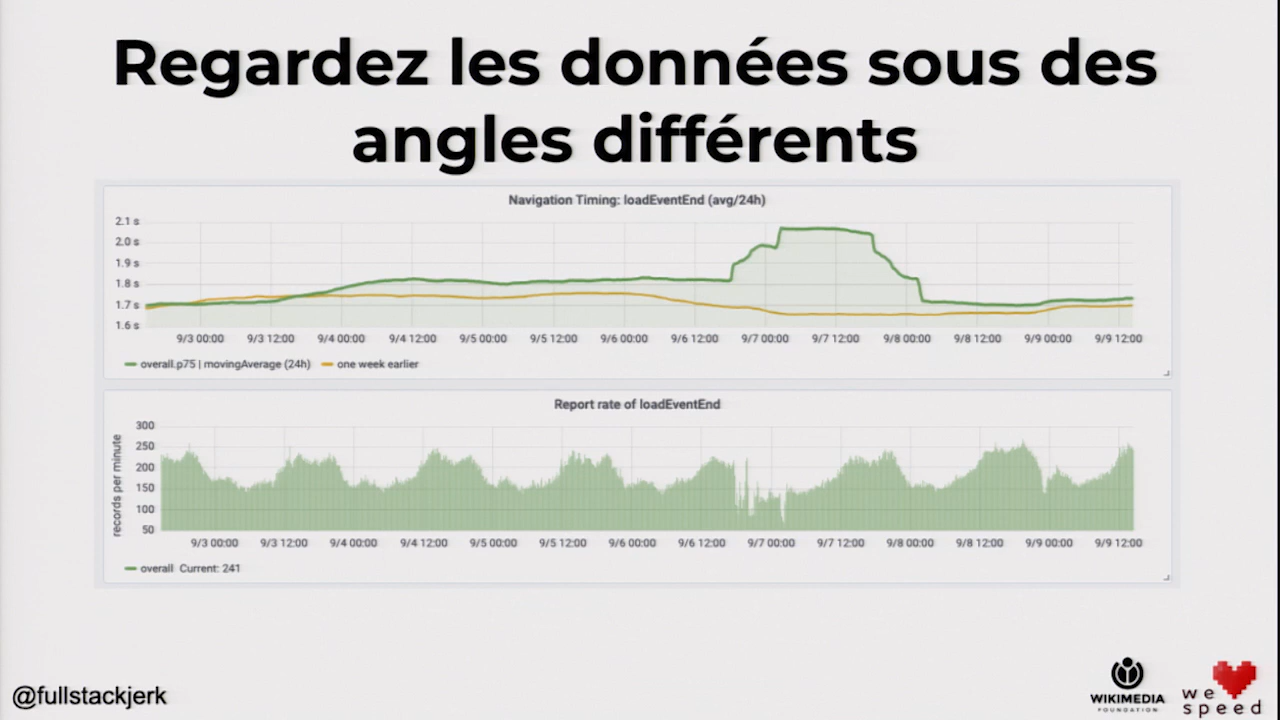 Regardez les données sous des
angles différents
Navigation Timing: loadEventEnd (avg/24h)
2.1 s
2.0 s
1.9 s
1.8 s
1.7 s
1.6 s
9/3 00:00 9/3 12:00 9/4 00:00 9/4 12:00 9/5 00:00 9/5 12:00 9/6 00:00 9/6 12:00 9/7 00:00 9/7 12:00 9/8 00:00 9/8 12:00 9/9 00:00 9/9 12:00
overall.p75 | movingAverage (24h) one week earlier
Report rate of loadEventEnd
records per minute
300
250
200
150
100
50
9/3 00:00 9/3 12:00 9/4 00:00 9/4 12:00 9/5 00:00 9/5 12:00 9/6 00:00 9/6 12:00 9/7 00:00 9/7 12:00 9/8 00:00 9/8 12:00 9/9 00:00 9/9 12:00
overall Current: 241
@fullstackjerk
WIKIMEDIA
FOUNDATION
we
speed